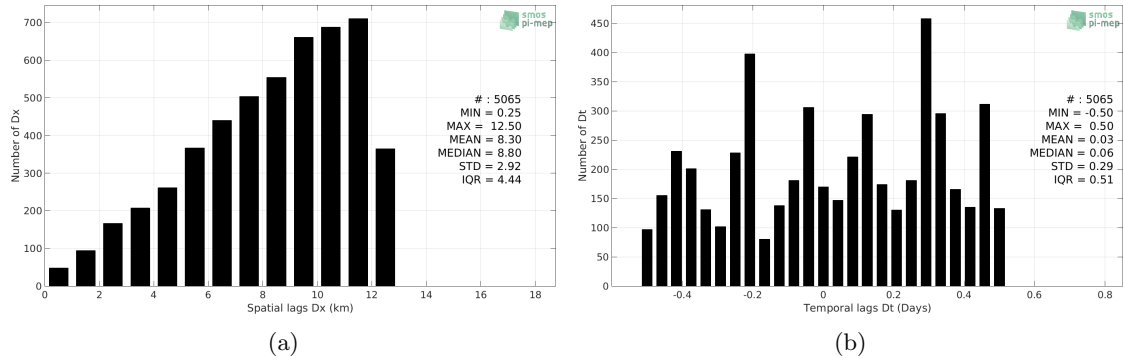 700
600
500
400
300
200
100
0
Number of Dx
0 2 4 6 8 10 12 14 16 18
Spatial lags Dx (km)
smos
pi-mep
# : 5065
MIN = 0.25
MAX = 12.50
MEAN = 8.30
MEDIAN = 8.80
STD = 2.92
IQR = 4.44
(a)
450
400
350
300
250
200
150
100
50
0
Number of Dt
-0.4 -0.2 0 0.2 0.4 0.6 0.8
Temporal lags Dt (Days)
smos
pi-mep
# : 5065
MIN = -0.50
MAX = 0.50
MEAN = 0.03
MEDIAN = 0.06
STD = 0.29
IQR = 0.51
(b)